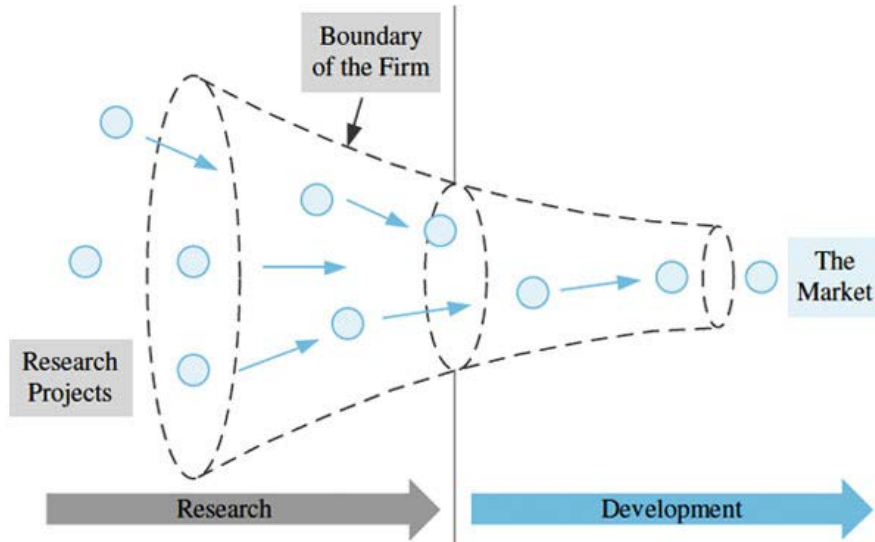 Boundary
of the Firm
The
Market
Research
Projects
Research
Development